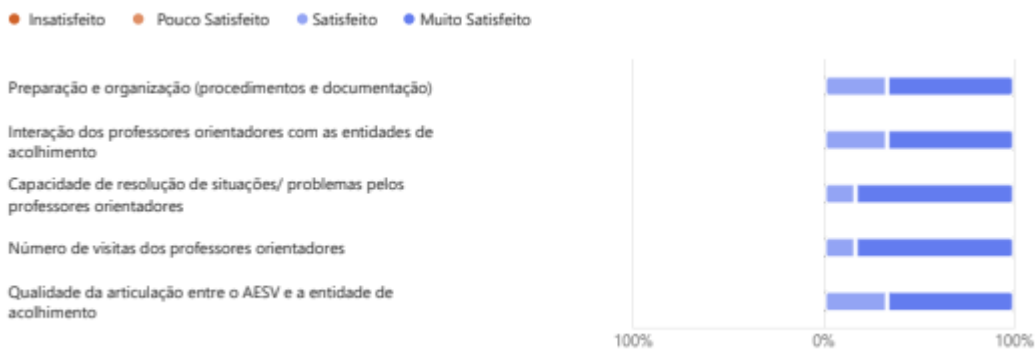 Insatisfeito Pouco Satisfeito Satisfeito Muito Satisfeito
Preparação e organização (procedimentos e documentação)
Interação dos professores orientadores com as entidades de
acolhimento
Capacidade de resolução de situações/ problemas pelos
professores orientadores
Número de visitas dos professores orientadores
Qualidade da articulação entre o AESV e a entidade de
acolhimento
100% 0% 100%